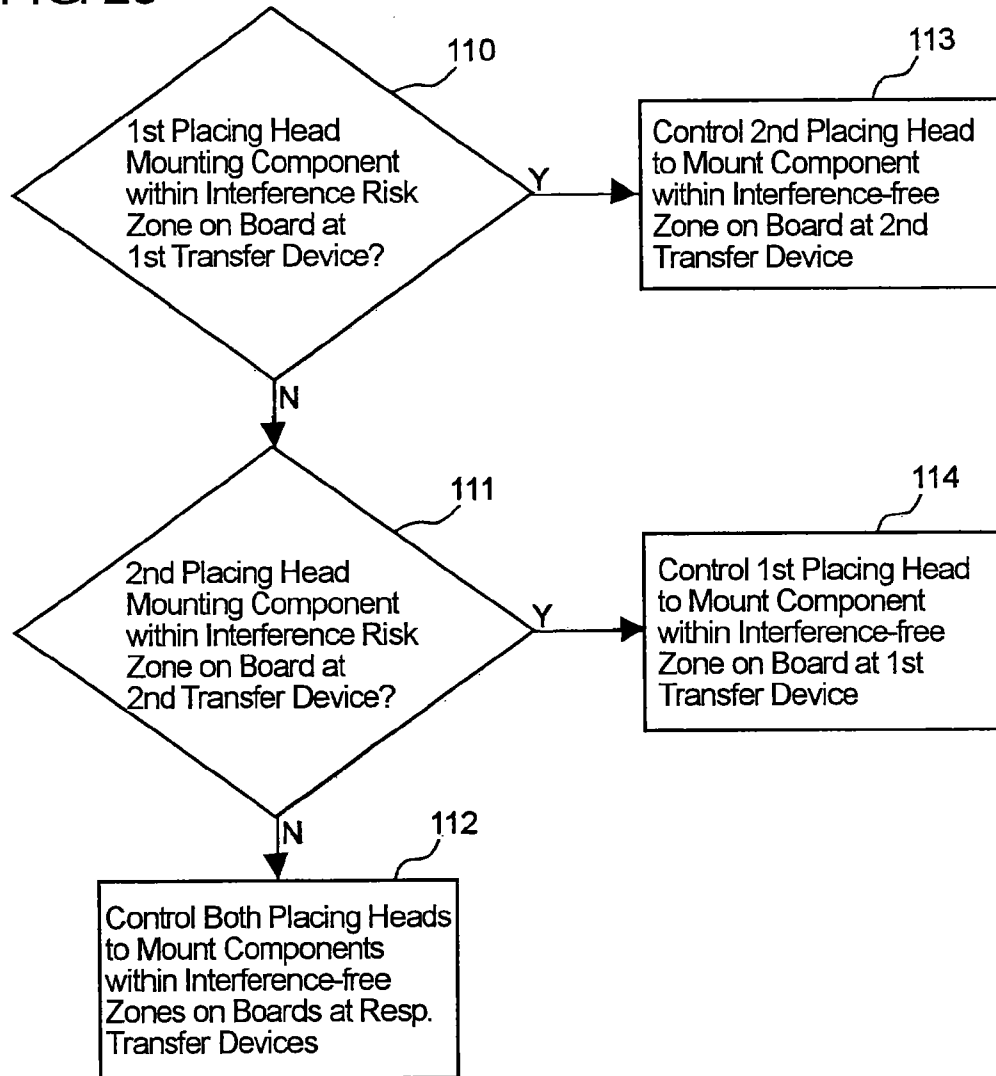 110
1st Placing Head
Mounting Component
within Interference Risk
Zone on Board at
1st Transfer Device?
Y
113
Control 2nd Placing Head
to Mount Component
within Interference-free
Zone on Board at 2nd
Transfer Device
N
111
2nd Placing Head
Mounting Component
within Interference Risk
Zone on Board at
2nd Transfer Device?
Y
114
Control 1st Placing Head
to Mount Component
within Interference-free
Zone on Board at 1st
Transfer Device
N
112
Control Both Placing Heads
to Mount Components
within Interference-free
Zones on Boards at Resp.
Transfer Devices